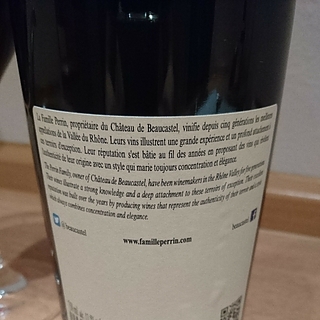 La Famille Perrin, propriétaire du Château de Beaucastel, vinifie depuis cinq générations les meilleures
appellations de la Vallée du Rhône. Leurs vins illustrent une grande expérience et un profond attachement à
ces terroirs d'exception. Leur réputation s'est bâtie au fil des années en proposant des vins qui révèlent
l'authenticité de leur origine avec un style qui marie toujours concentration et élégance.
The Perrin Family, owner of Château de Beaucastel, have been winemakers in the Rhône Valley for five generations.
Their wines illustrate a strong knowledge and a deep attachment to these terroirs of exception. Their
reputation was built over the years by producing wines that represent the authenticity of their terroir and
which always combines concentration and elegance.
@beaucastel
beaucastel
www.familleperrin.com